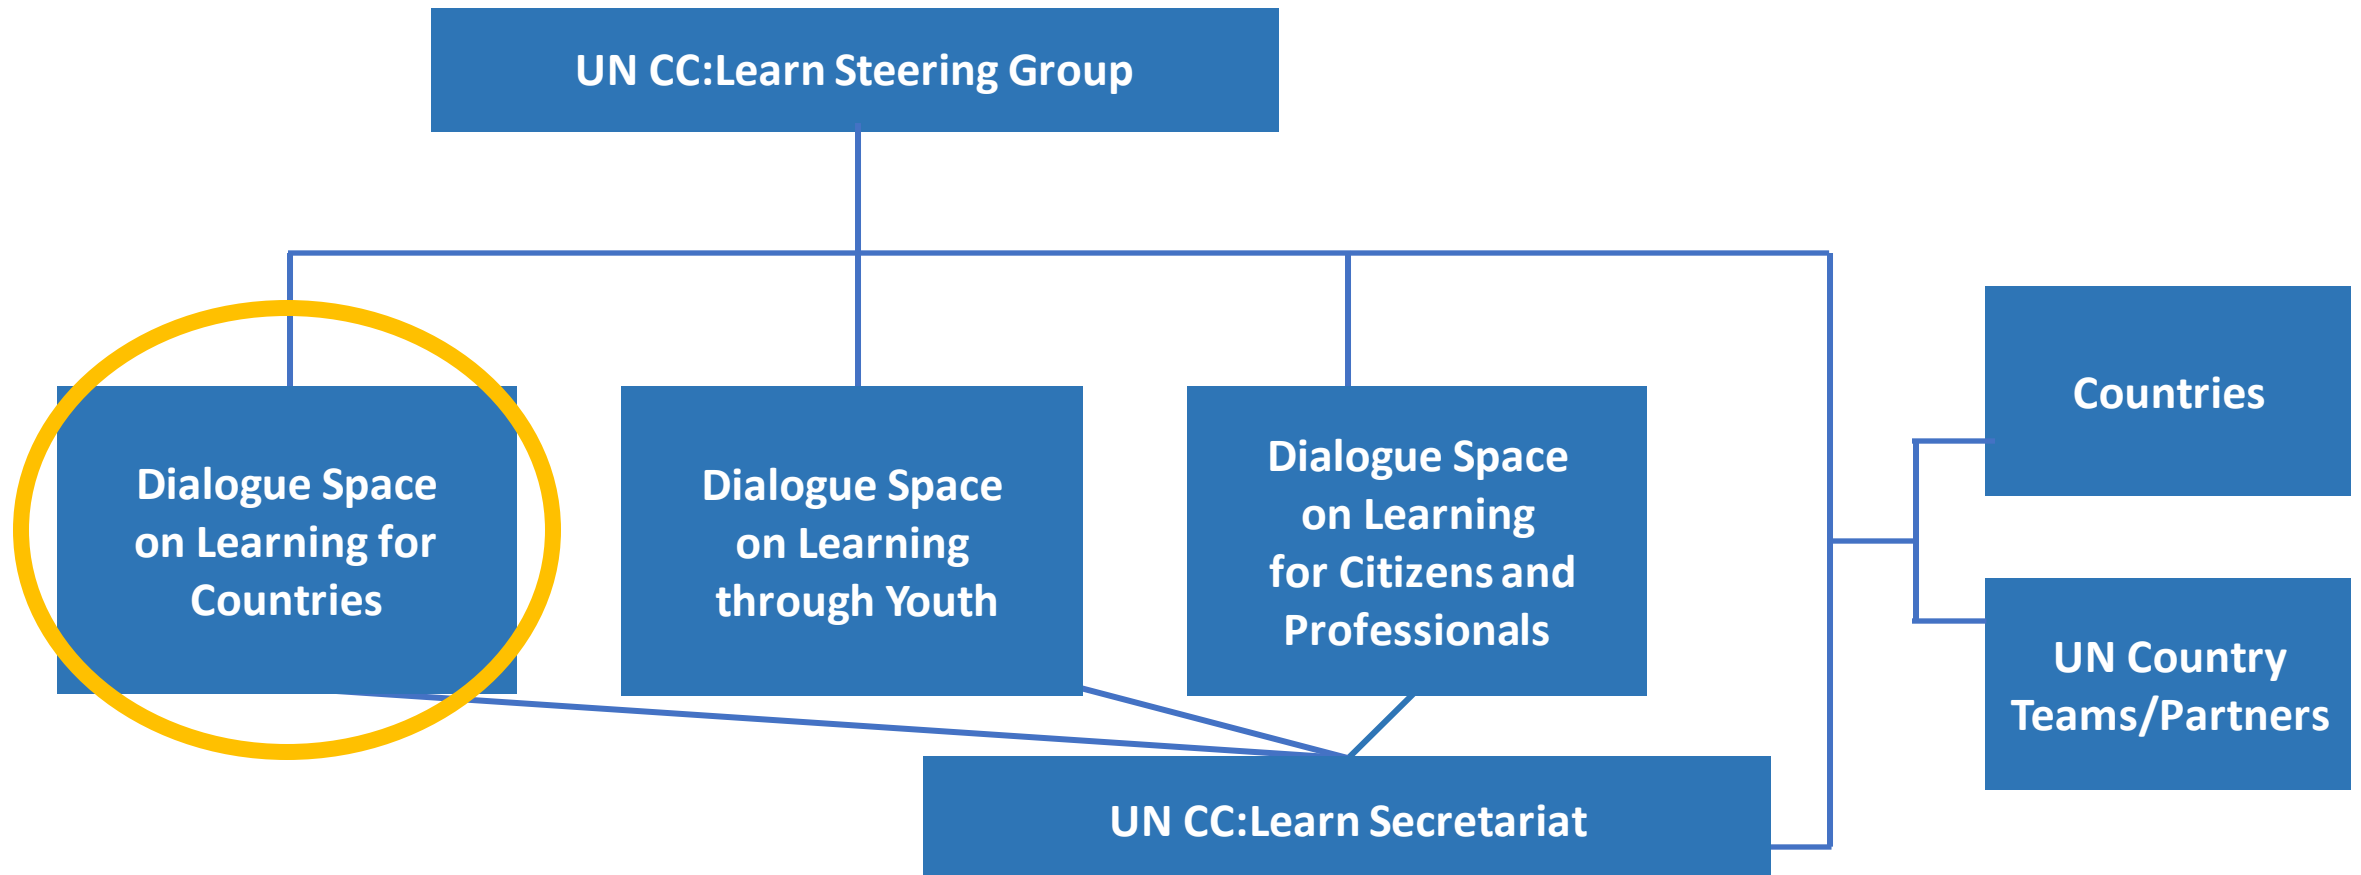 UN CC:Learn Steering Group
Dialogue Space
on Learning for
Countries
Dialogue Space
on Learning
through Youth
Dialogue Space
on Learning
for Citizens and
Professionals
Countries
UN Country
Teams/Partners
UN CC:Learn Secretariat